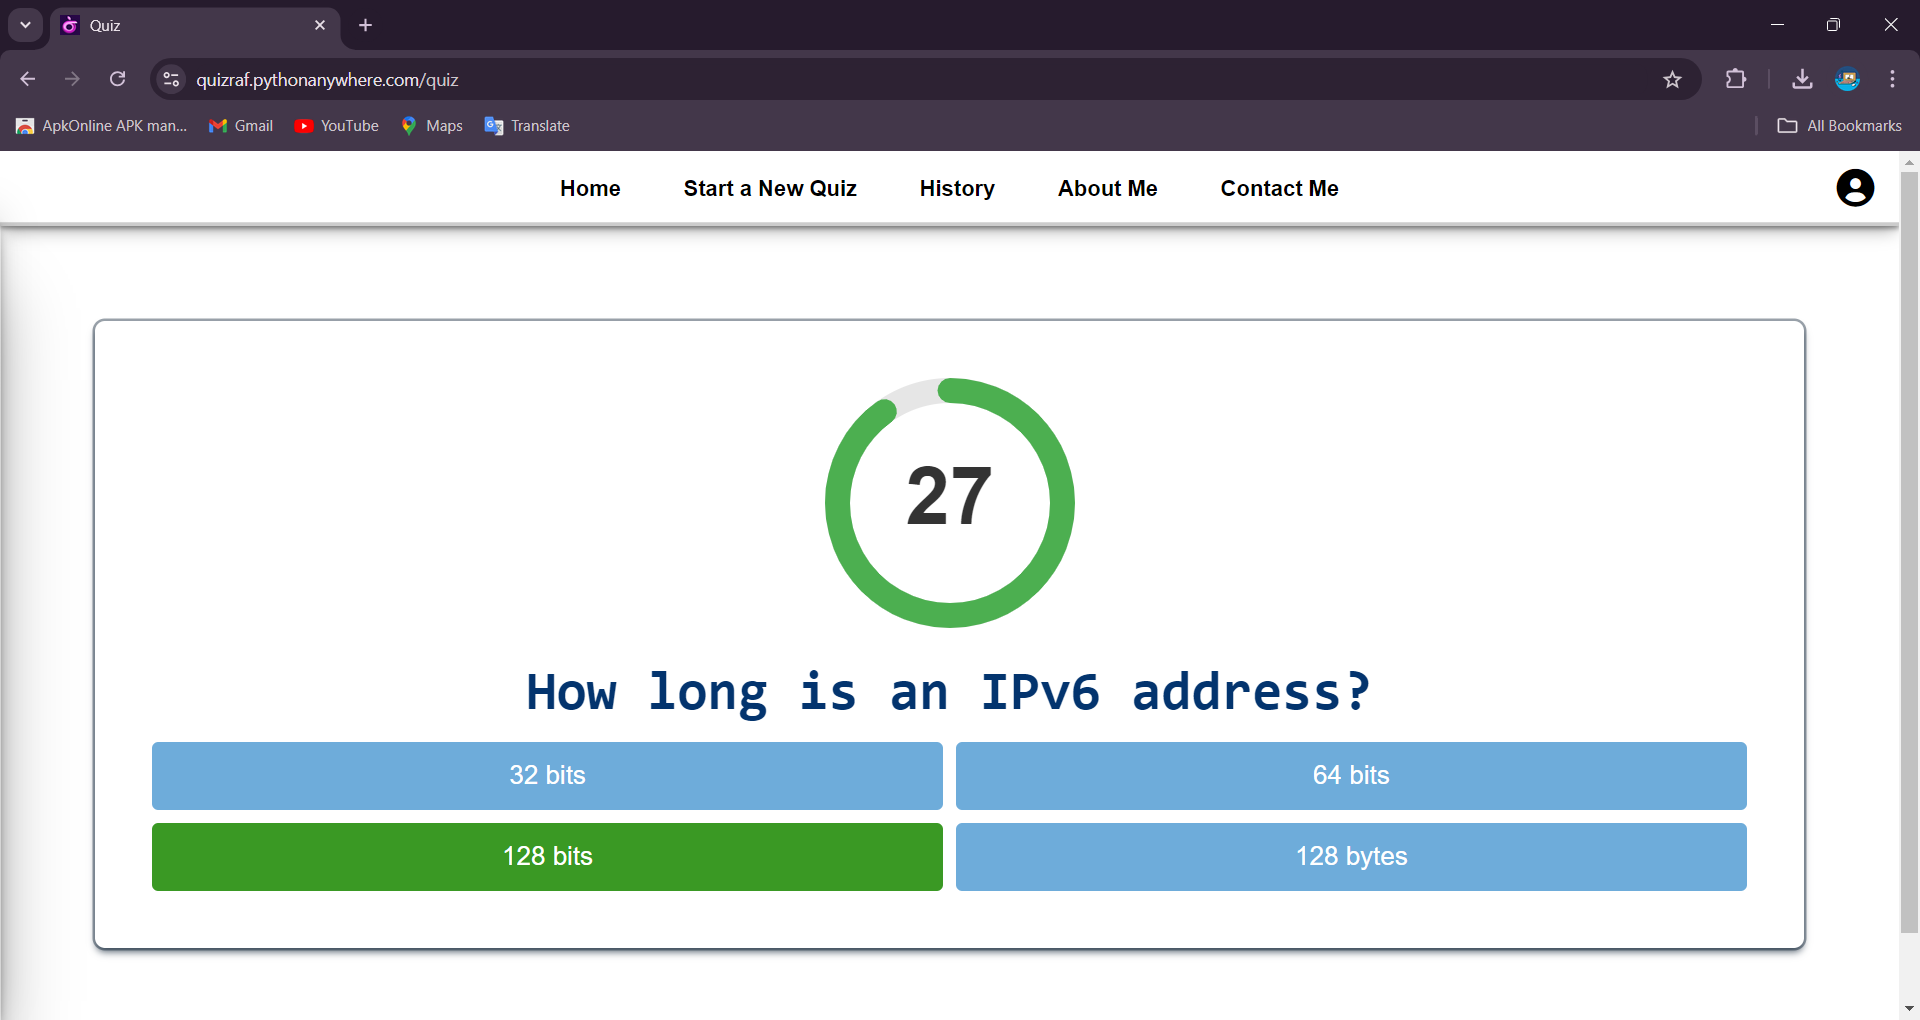 Quiz
quizraf.pythonanywhere.com/quiz
ApkOnline APK man...
Gmail
YouTube
Maps
Translate
All Bookmarks
Home
Start a New Quiz
History
About Me
Contact Me
27
How long is an IPv6 address?
32 bits
64 bits
128 bits
128 bytes